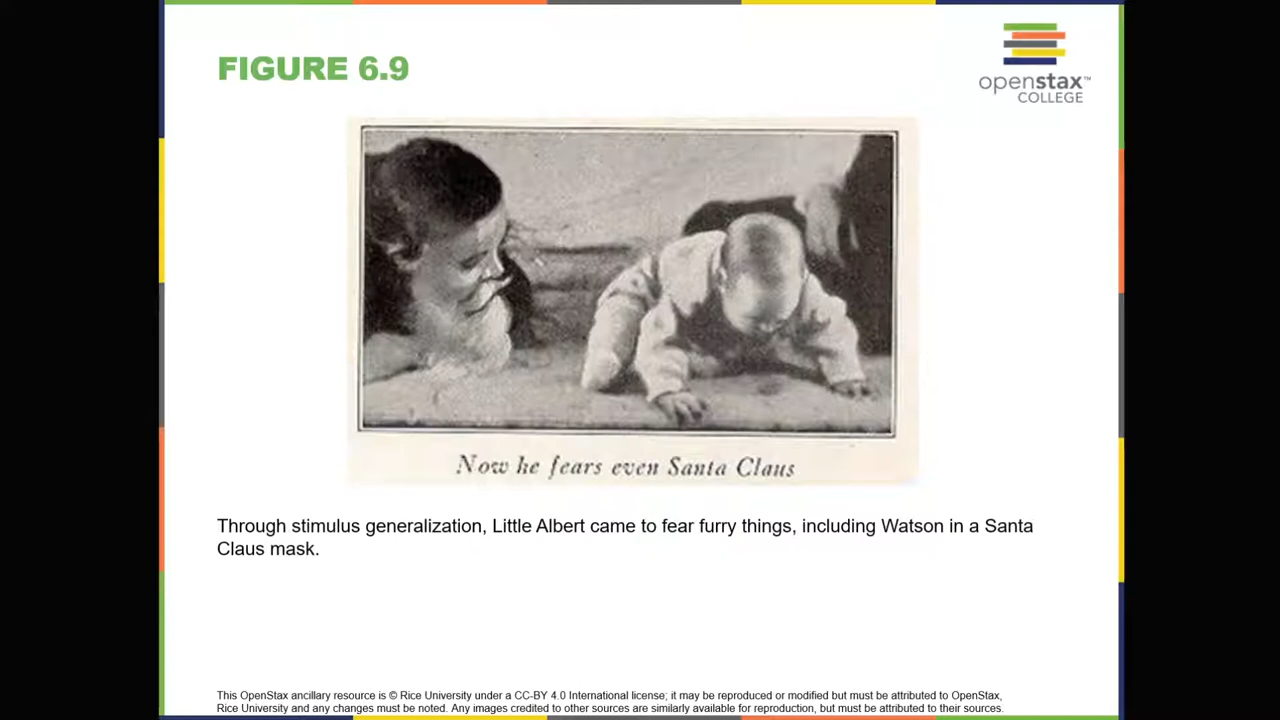 FIGURE 6.9
openstax™
COLLEGE
Now he fears even Santa Claus
Through stimulus generalization, Little Albert came to fear furry things, including Watson in a Santa
Claus mask.
This OpenStax ancillary resource is © Rice University under a CC-BY 4.0 International license; it may be reproduced or modified but must be attributed to OpenStax,
Rice University and any changes must be noted. Any images credited to other sources are similarly available for reproduction, but must be attributed to their sources.